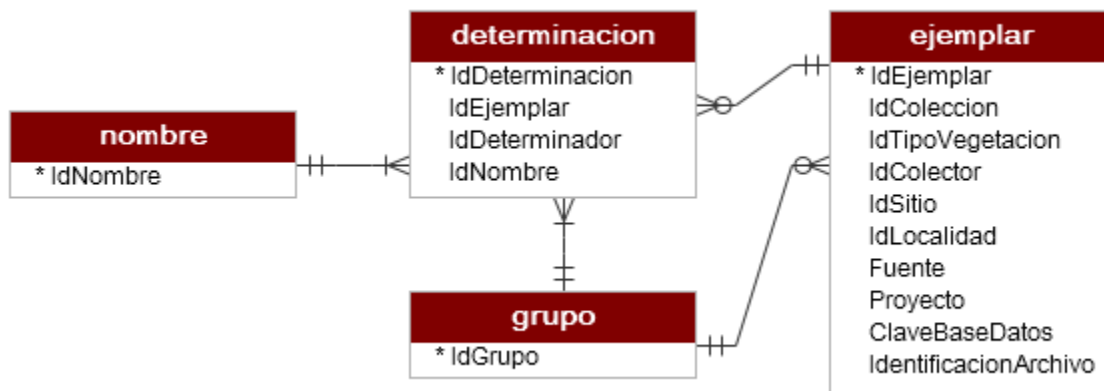 nombre
* IdNombre
determinacion
* IdDeterminacion
IdEjemplar
IdDeterminador
IdNombre
grupo
* IdGrupo
ejemplar
* IdEjemplar
IdColeccion
IdTipoVegetacion
IdColector
IdSitio
IdLocalidad
Fuente
Proyecto
ClaveBaseDatos
IdentificacionArchivo